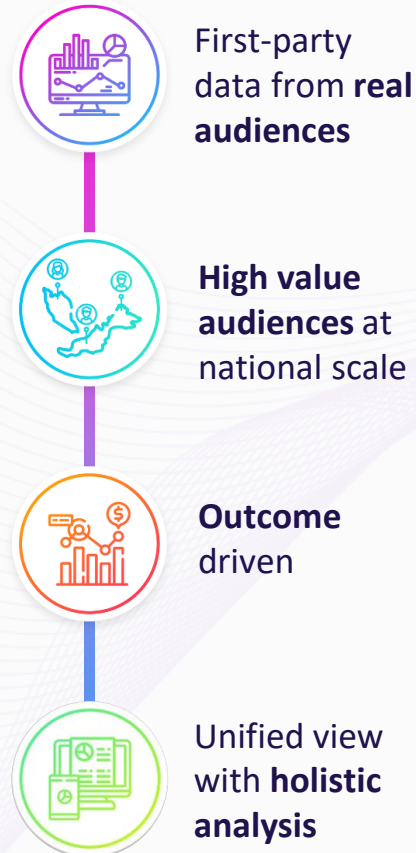 First-party
data from real
audiences
High value
audiences at
national scale
$
Outcome
driven
Unified view
with holistic
analysis